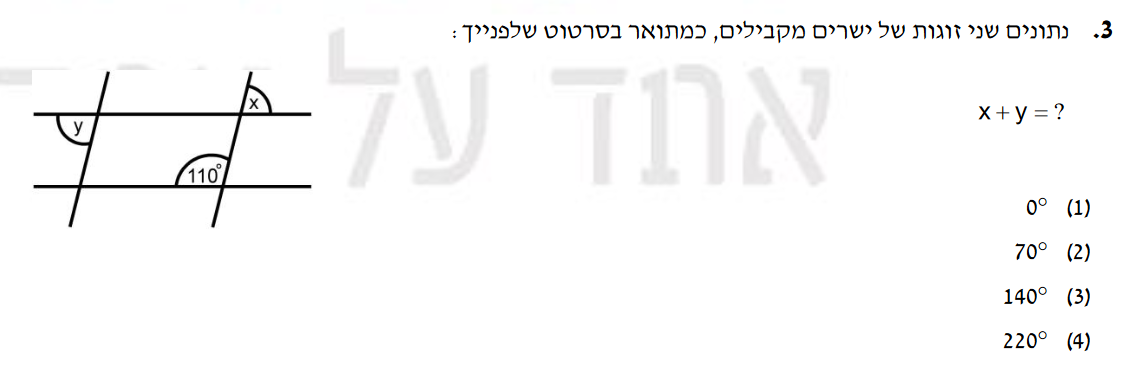 3. נתונים שני זוגות של ישרים מקבילים, כמתואר בסרטוט שלפנייך:
x + y = ?
x
y
110°
(1) 0°
(2) 70°
(3) 140°
(4) 220°